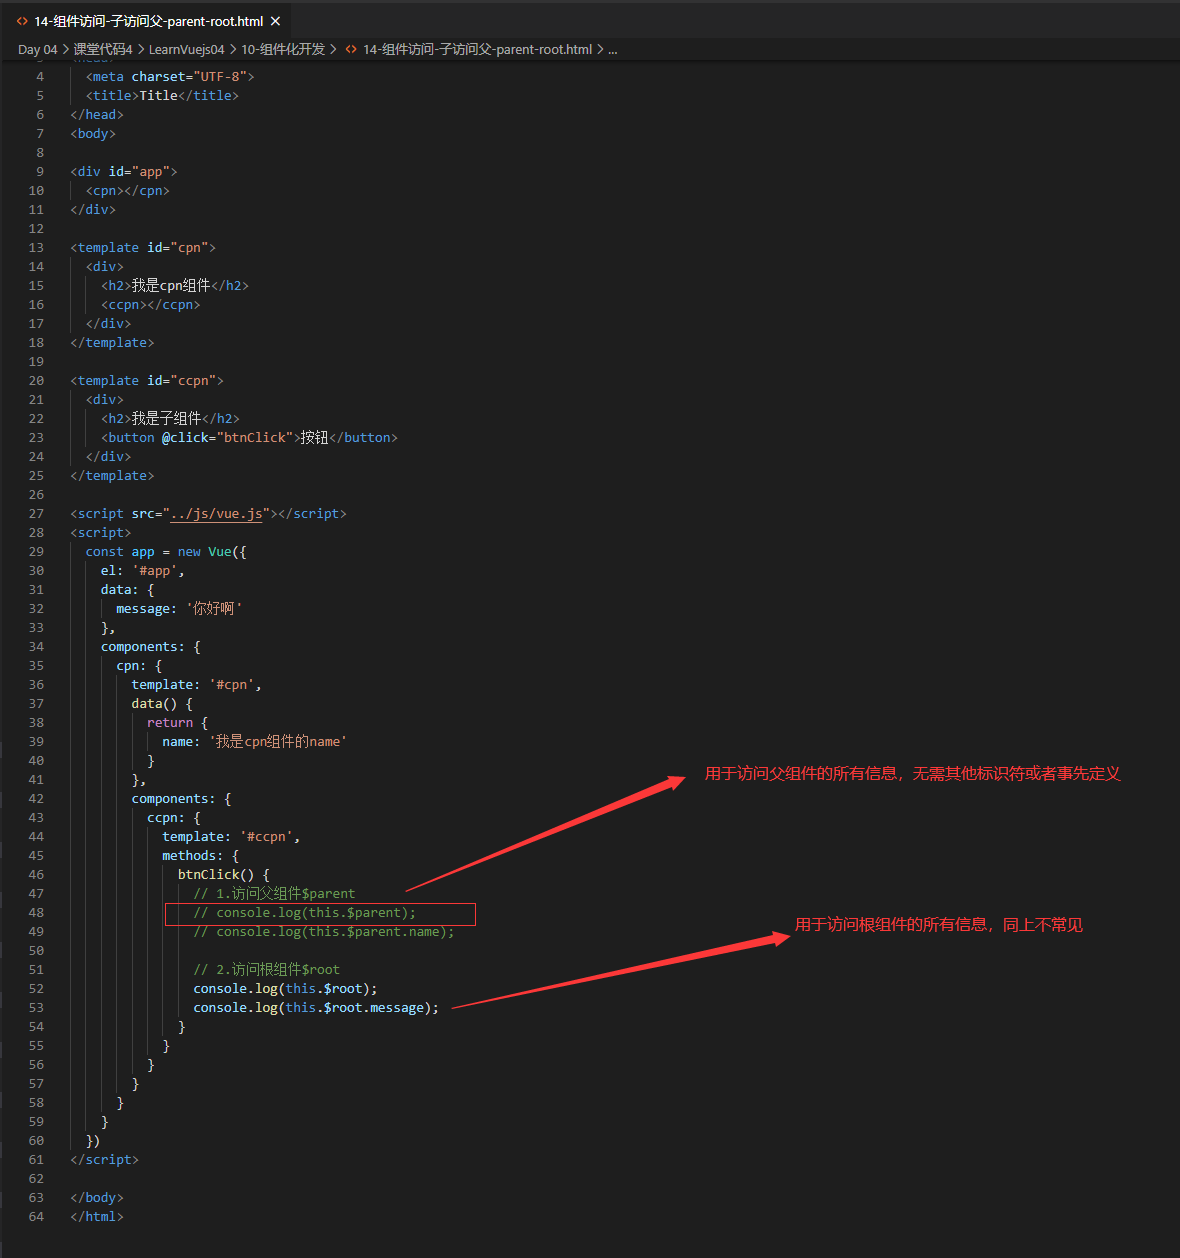 14-组件访问-子访问父-parent-root.html
Day 04 > 课堂代码4 > LearnVuejs04 > 10-组件化开发 > 14-组件访问-子访问父-parent-root.html > ...
4 <meta charset="UTF-8">
5 <title>Title</title>
6 </head>
7 <body>
8
9 <div id="app">
10 <cpn></cpn>
11 </div>
12
13 <template id="cpn">
14 <div>
15 <h2>我是cpn组件</h2>
16 <ccpn></ccpn>
17 </div>
18 </template>
19
20 <template id="ccpn">
21 <div>
22 <h2>我是子组件</h2>
23 <button @click="btnClick">按钮</button>
24 </div>
25 </template>
26
27 <script src="../js/vue.js"></script>
28 <script>
29 const app = new Vue({
30 el: '#app',
31 data: {
32 message: '你好啊'
33 },
34 components: {
35 cpn: {
36 template: '#cpn',
37 data() {
38 return {
39 name: '我是cpn组件的name'
40 }
41 },
用于访问父组件的所有信息，无需其他标识符或者事先定义
42 components: {
43 ccpn: {
44 template: '#ccpn',
45 methods: {
46 btnClick() {
47 // 1.访问父组件$parent
48 // console.log(this.$parent);
49 // console.log(this.$parent.name);
用于访问根组件的所有信息，同上不常见
50
51 // 2.访问根组件$root
52 console.log(this.$root);
53 console.log(this.$root.message);
54 }
55 }
56 }
57 }
58 }
59 }
60 })
61 </script>
62
63 </body>
64 </html>